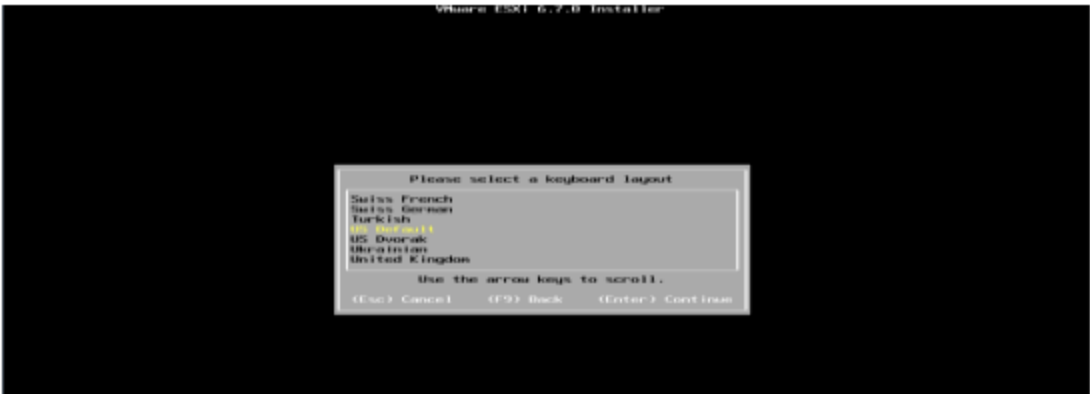 VMware ESXi 6.7.0 Installer
Please select a keyboard layout
Swiss French
Swiss German
Turkish
US Default
US Dvorak
Ukrainian
United Kingdom
Use the arrow keys to scroll.
(Esc) Cancel (F9) Back (Enter) Continue